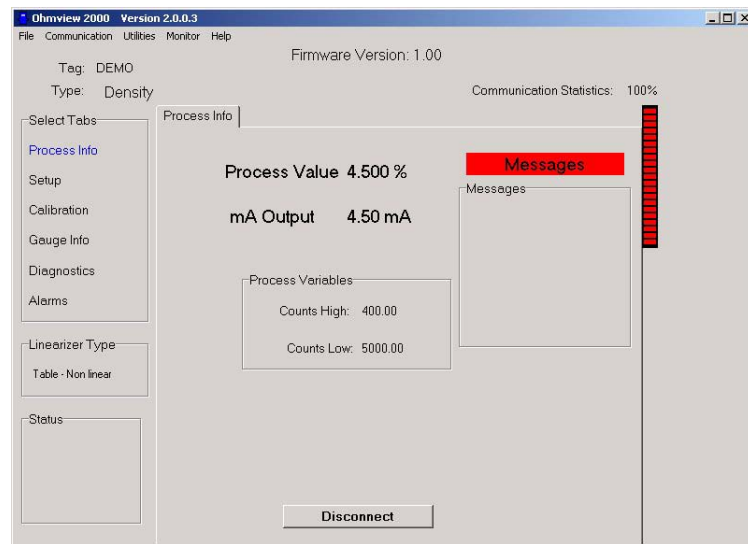 Ohmview 2000 Version 2.0.0.3
File Communication Utilities Monitor Help
Firmware Version: 1.00
Tag: DEMO
Type: Density
Communication Statistics: 100%
Select Tabs
Process Info
Setup
Calibration
Gauge Info
Diagnostics
Alarms
Linearizer Type
Table - Non linear
Status
Process Info
Process Value 4.500 %
mA Output 4.50 mA
Process Variables
Counts High: 400.00
Counts Low: 5000.00
Messages
Messages
Disconnect